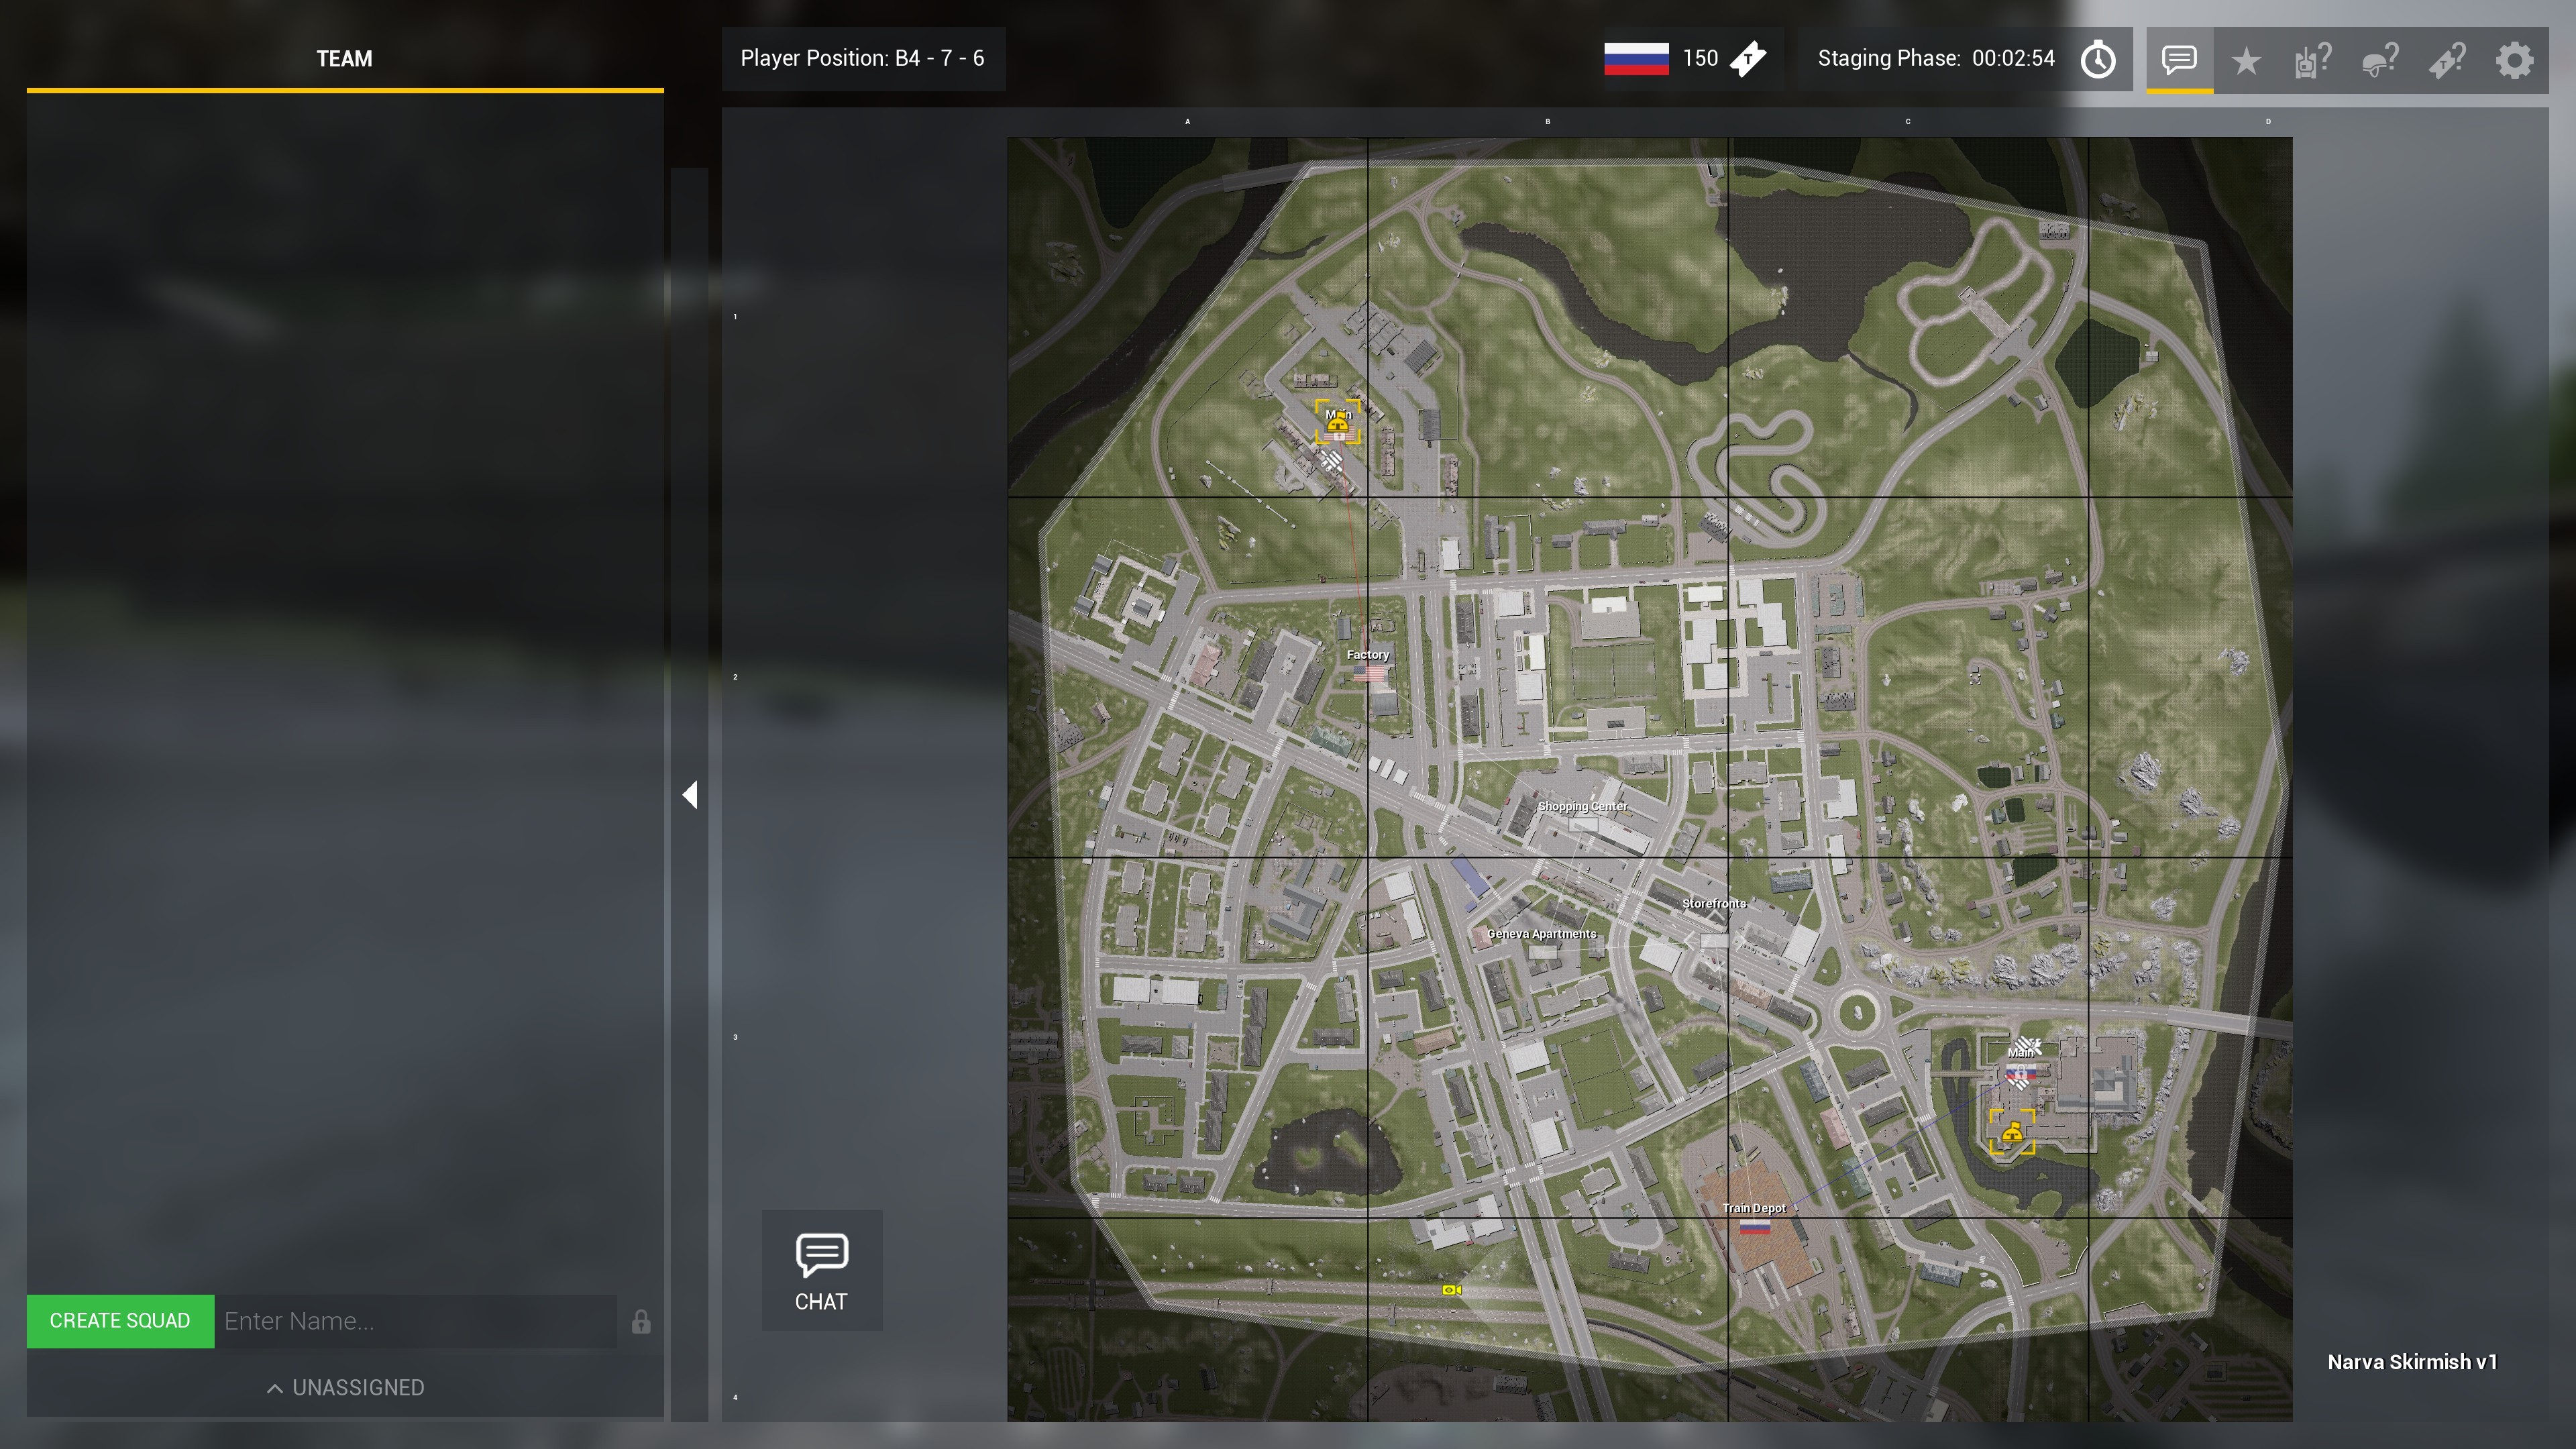 TEAM
Player Position: B4 - 7 - 6
150
T
Staging Phase: 00:02:54
? ? T?
A B C D
1
Main
2
Factory
Shopping Center
Storefronts
Geneva Apartments
3
Main
Train Depot
CHAT
CREATE SQUAD
Enter Name...
Narva Skirmish v1
UNASSIGNED
4